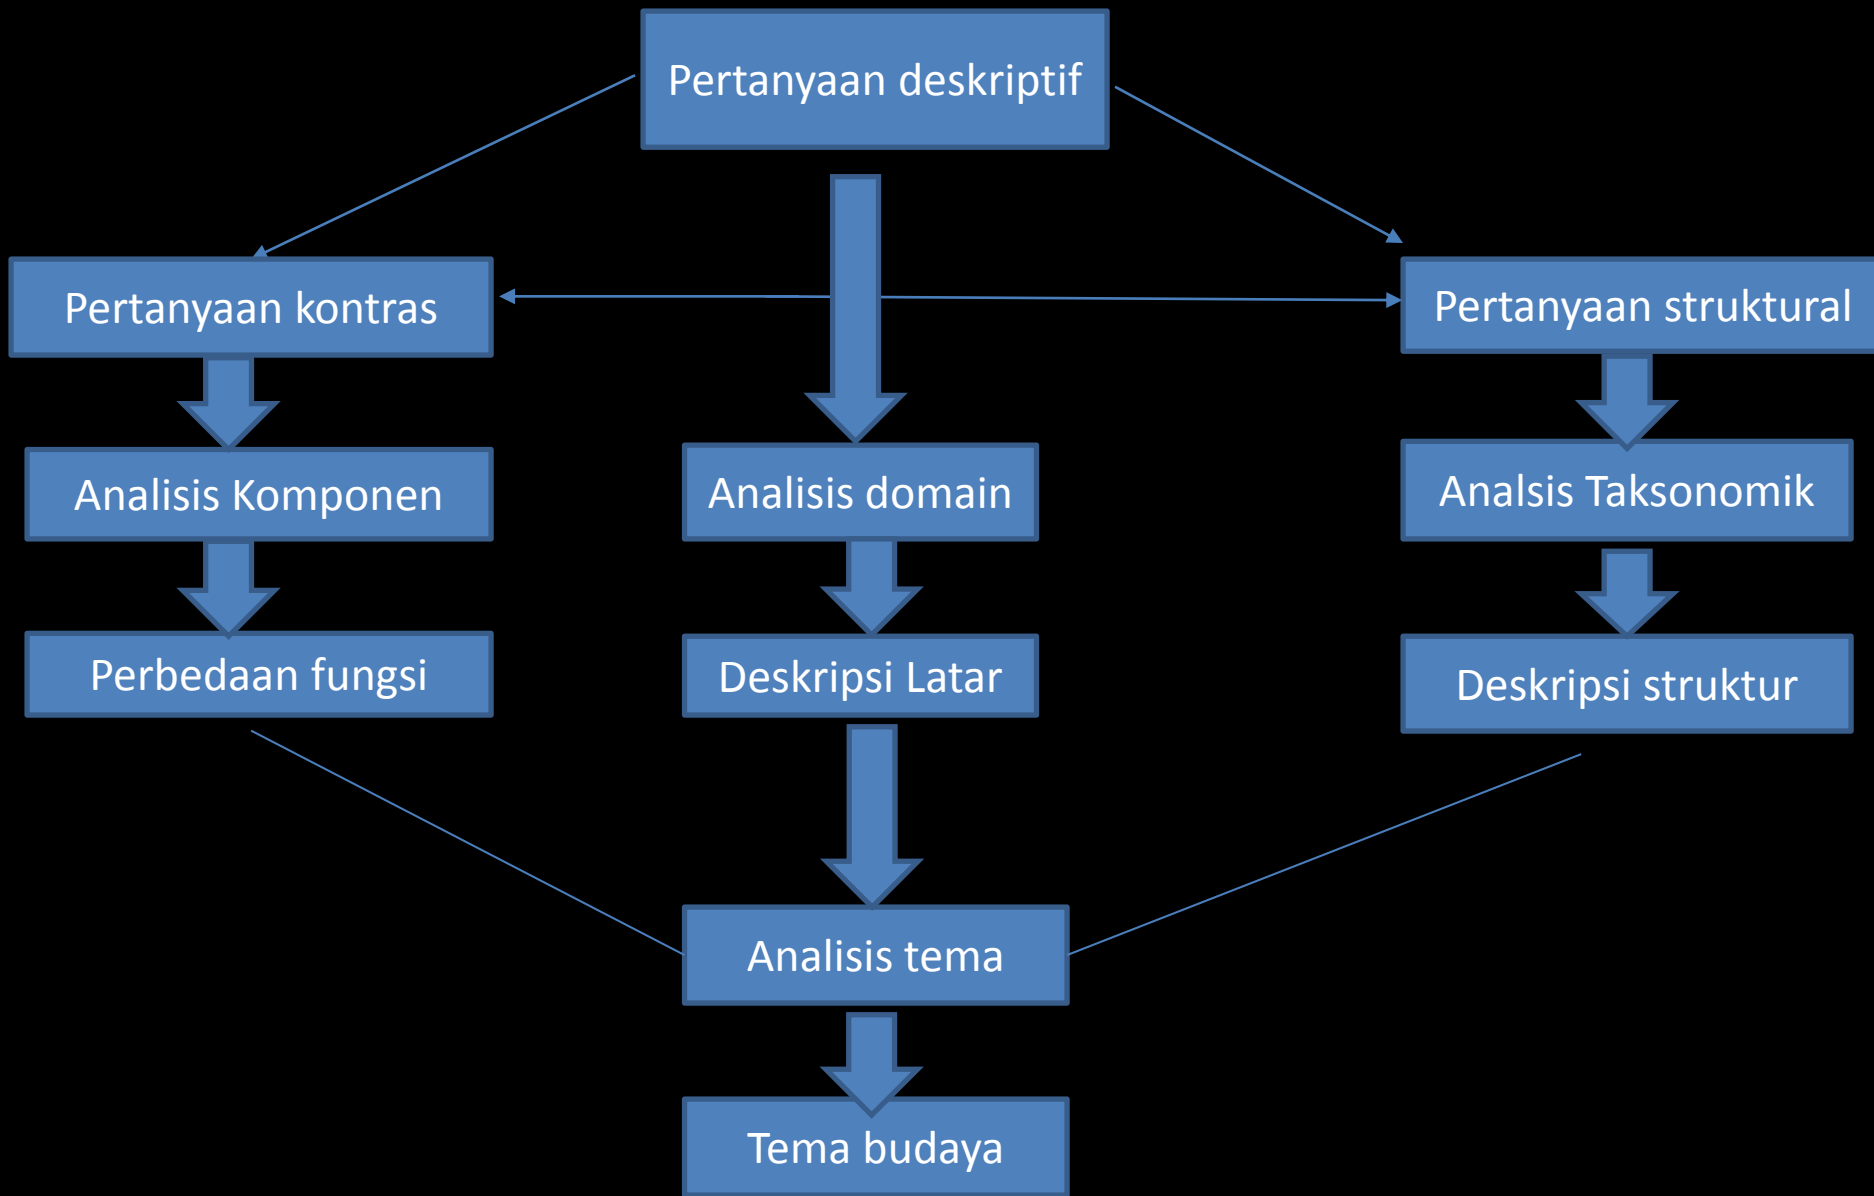 Pertanyaan deskriptif
Pertanyaan kontras
Pertanyaan struktural
Analisis Komponen
Analisis domain
Analsis Taksonomik
Perbedaan fungsi
Deskripsi Latar
Deskripsi struktur
Analisis tema
Tema budaya